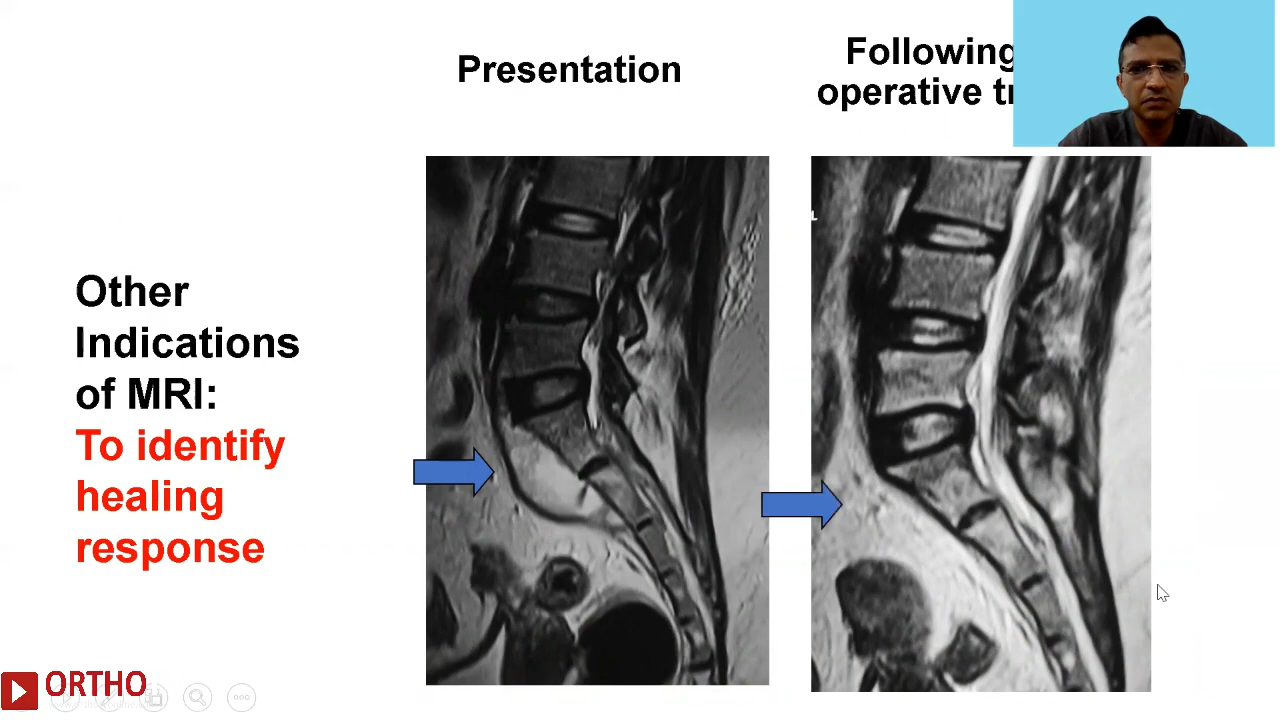 Presentation
Following
operative tr
Other
Indications
of MRI:
To identify
healing
response
L
ORTHO